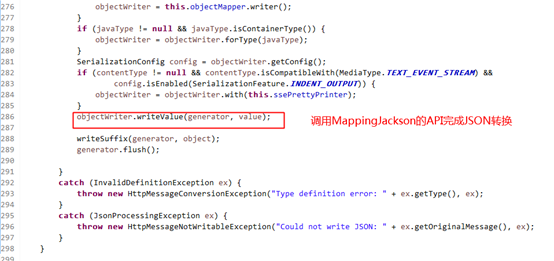 276 objectWriter = this.objectMapper.writer();
277 }
278 if (javaType != null && javaType.isContainerType()) {
279 objectWriter = objectWriter.forType(javaType);
280 }
281 SerializationConfig config = objectWriter.getConfig();
282 if (contentType != null && contentType.isCompatibleWith(MediaType.TEXT_EVENT_STREAM) &&
283 config.isEnabled(SerializationFeature.INDENT_OUTPUT)) {
284 objectWriter = objectWriter.with(this.ssePrettyPrinter);
285 }
286 objectWriter.writeValue(generator, value); 调用MappingJackson的API完成JSON转换
287
288 writeSuffix(generator, object);
289 generator.flush();
290
291 }
292 catch (InvalidDefinitionException ex) {
293 throw new HttpMessageConversionException("Type definition error: " + ex.getType(), ex);
294 }
295 catch (JsonProcessingException ex) {
296 throw new HttpMessageNotWritableException("Could not write JSON: " + ex.getOriginalMessage(), ex);
297 }
298 }